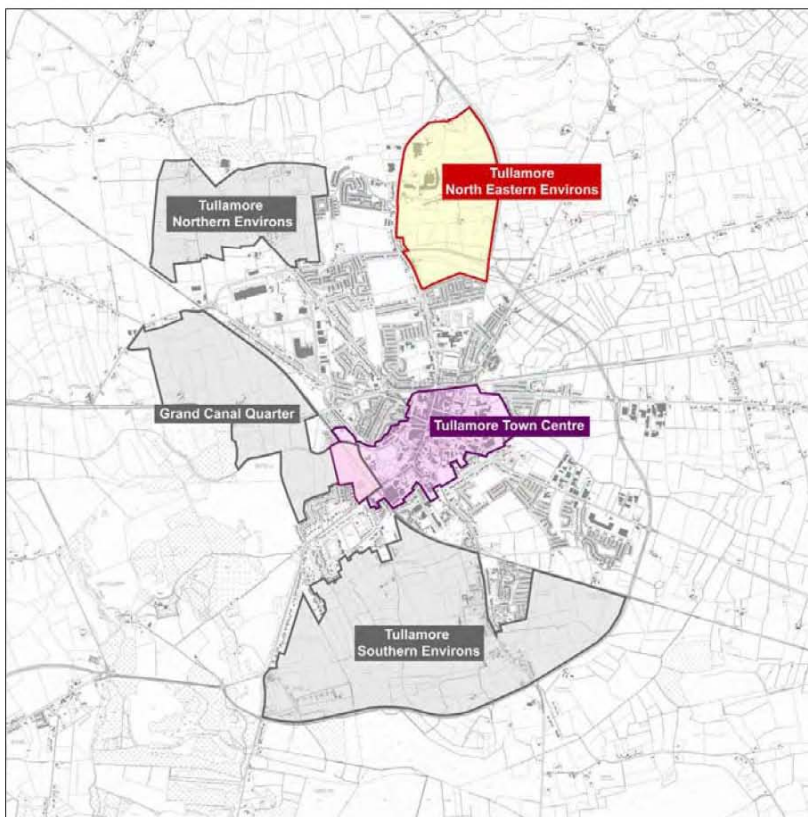 Tullamore
North Eastern Environs
Tullamore
Northern Environs
Grand Canal Quarter
Tullamore Town Centre
Tullamore
Southern Environs